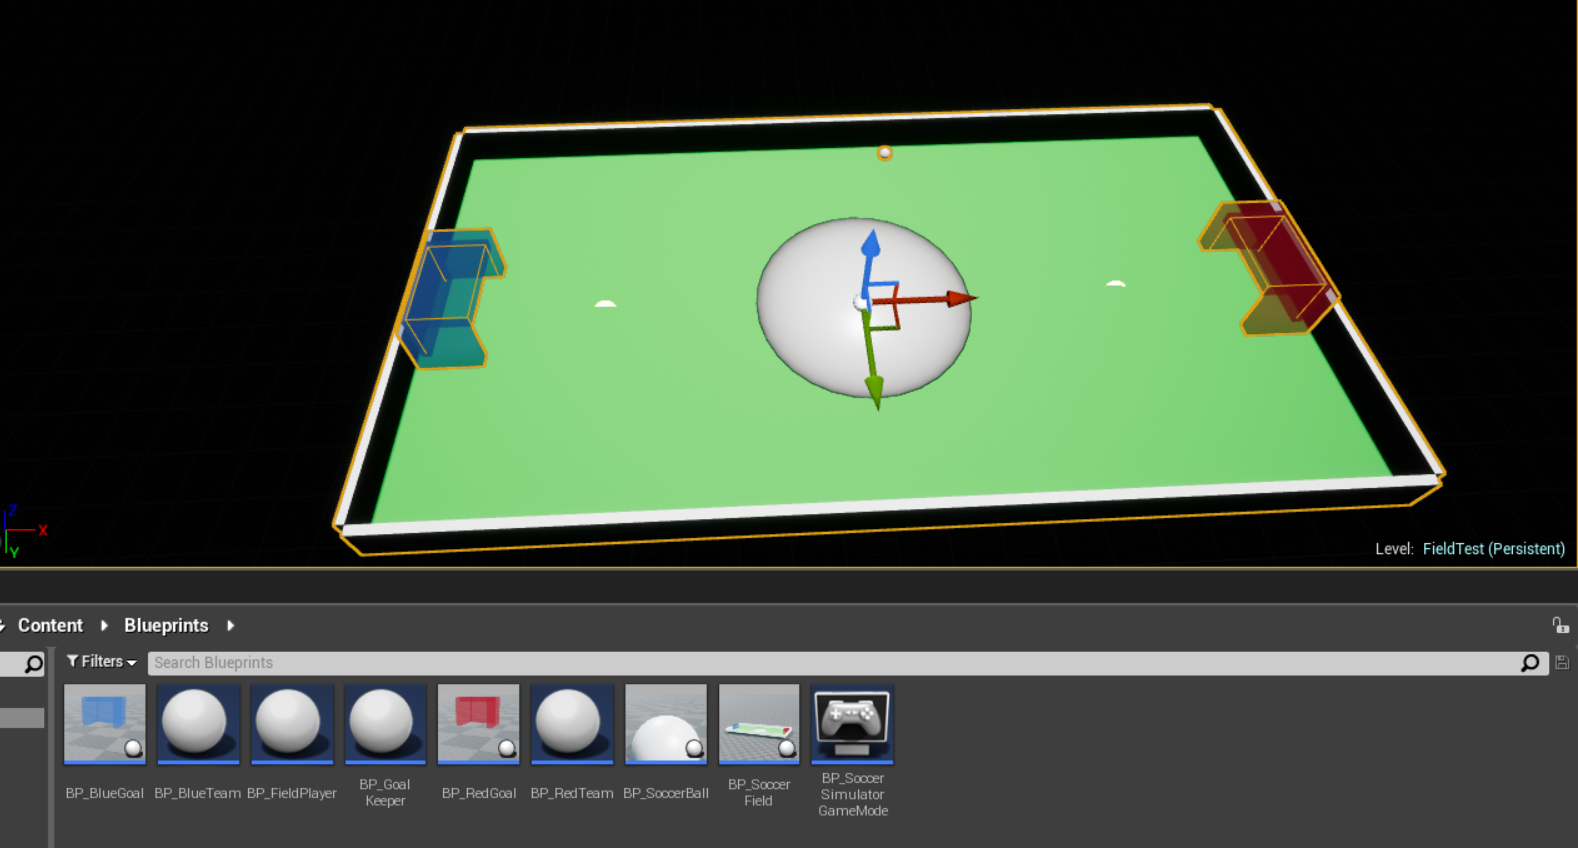 Z
X
Y
Level: FieldTest (Persistent)
Content Blueprints
Filters Search Blueprints
BP_BlueGoal BP_BlueTeam BP_FieldPlayer BP_Goal
Keeper BP_RedGoal BP_RedTeam BP_SoccerBall BP_Soccer
Field BP_Soccer
Simulator
GameMode